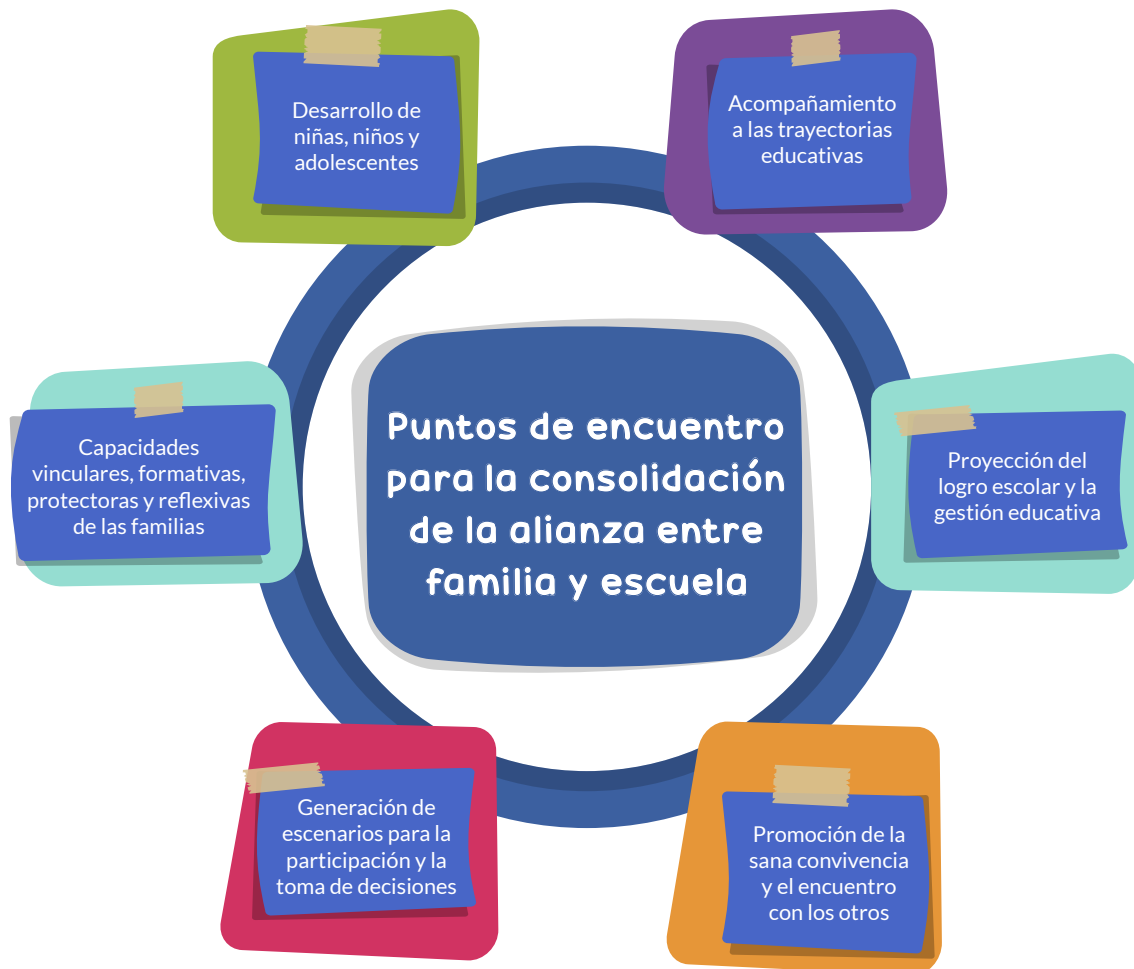 Desarrollo de
niñas, niños y
adolescentes
Acompañamiento
a las trayectorias
educativas
Puntos de encuentro
para la consolidación
de la alianza entre
familia y escuela
Capacidades
vinculares, formativas,
protectoras y reflexivas
de las familias
Proyección del
logro escolar y la
gestión educativa
Generación de
escenarios para la
participación y la
toma de decisiones
Promoción de la
sana convivencia
y el encuentro
con los otros